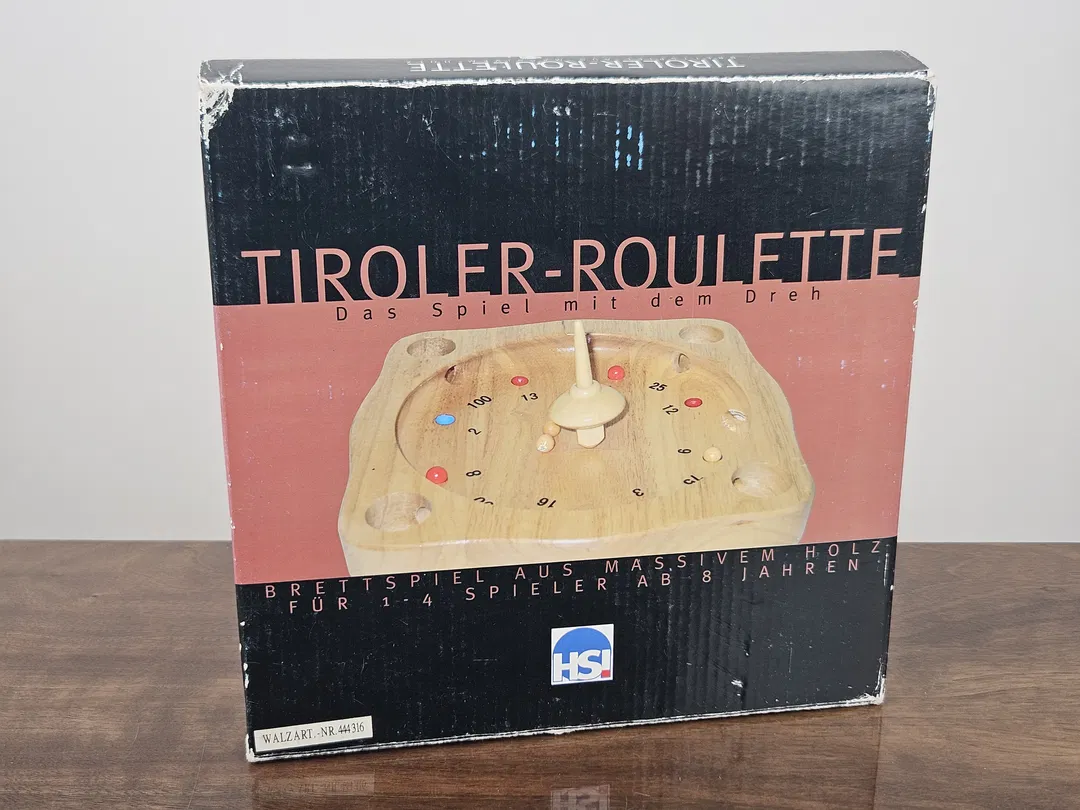 TIROLER-ROULETTE
TIROLER-ROULETTE
Das Spiel mit dem Dreh
100
13
25
12
2
8
9
16
3
BRETTSPIEL AUS MASSIVEM HOLZ
FÜR 1-4 SPIELER AB 8 JAHREN
HSI
WALZART.-NR. 444316